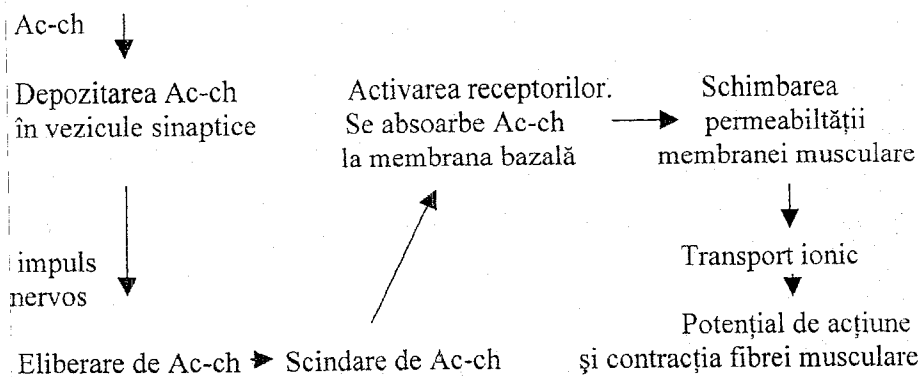 Ac-ch
Depozitarea Ac-ch
în vezicule sinaptice
impuls
nervos
Eliberare de Ac-ch
Scindare de Ac-ch
Activarea receptorilor.
Se absoarbe Ac-ch
la membrana bazală
Schimbarea
permeabiltății
membranei musculare
Transport ionic
Potențial de acțiune
și contracția fibrei musculare